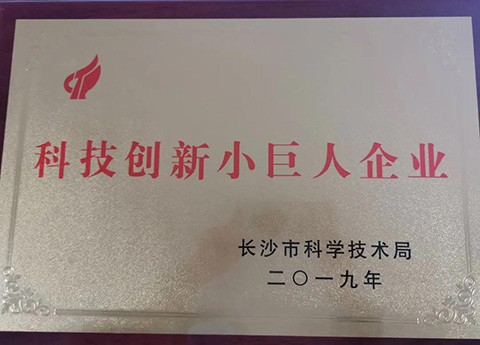 科技创新小巨人企业
长沙市科学技术局
二〇一九年